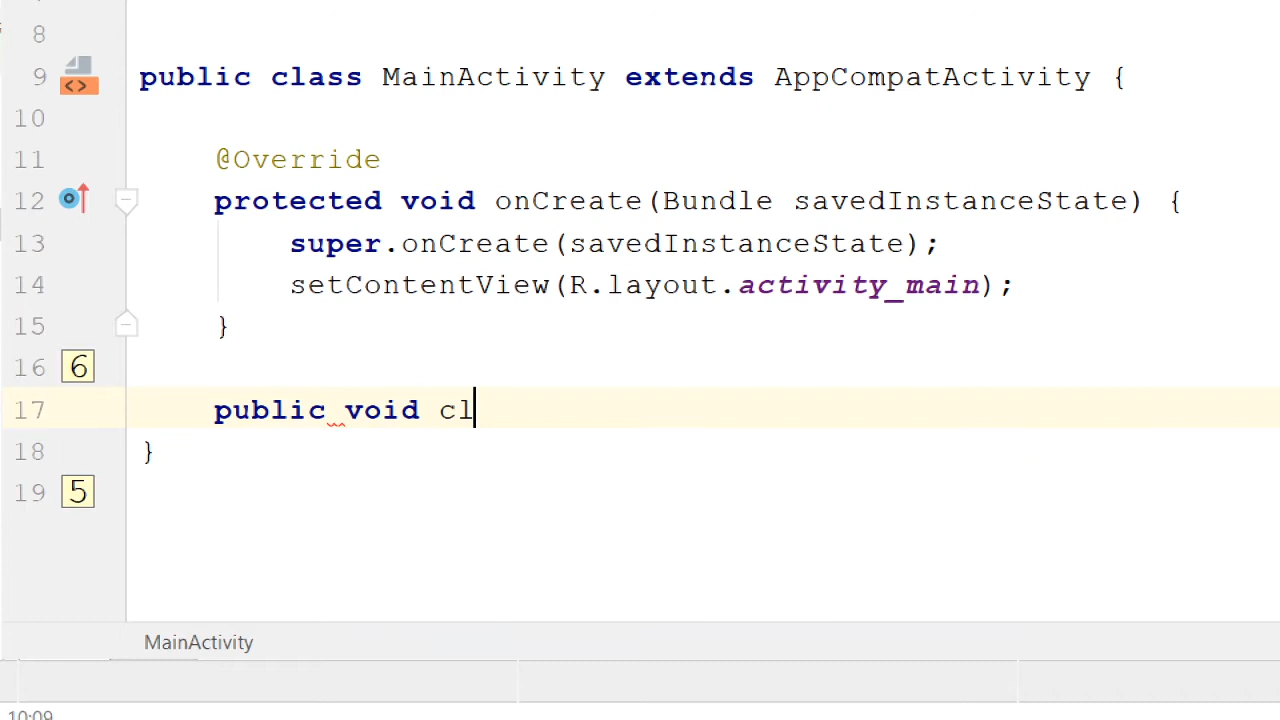 8
9 <> public class MainActivity extends AppCompatActivity {
10
11 @Override
12 protected void onCreate(Bundle savedInstanceState) {
13 super.onCreate(savedInstanceState);
14 setContentView(R.layout.activity_main);
15 }
16 6
17 public void cl
18 }
19 5
MainActivity
10:09